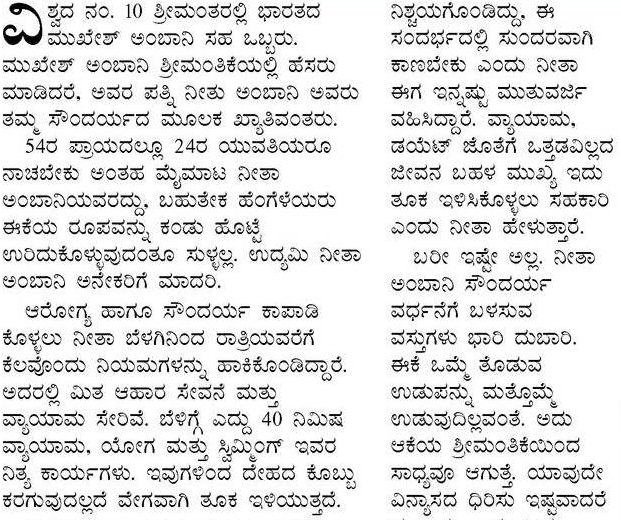 ವಿಶ್ವದ ನಂ. 10 ಶ್ರೀಮಂತರಲ್ಲಿ ಭಾರತದ
ಮುಖೇಶ್ ಅಂಬಾನಿ ಸಹ ಒಬ್ಬರು.
ಮುಖೇಶ್ ಅಂಬಾನಿ ಶ್ರೀಮಂತಿಕೆಯಲ್ಲಿ ಹೆಸರು
ಮಾಡಿದರೆ, ಅವರ ಪತ್ನಿ ನೀತು ಅಂಬಾನಿ ಅವರು
ತಮ್ಮ ಸೌಂದರ್ಯದ ಮೂಲಕ ಖ್ಯಾತಿವಂತರು.
54ರ ಪ್ರಾಯದಲ್ಲೂ 24ರ ಯುವತಿಯರೂ
ನಾಚಬೇಕು ಅಂತಹ ಮೈಮಾಟ ನೀತಾ
ಅಂಬಾನಿಯವರದ್ದು, ಬಹುತೇಕ ಹೆಂಗೆಳೆಯರು
ಈಕೆಯ ರೂಪವನ್ನು ಕಂಡು ಹೊಟ್ಟೆ
ಉರಿದುಕೊಳ್ಳುವುದಂತೂ ಸುಳ್ಳಲ್ಲ. ಉದ್ಯಮಿ ನೀತಾ
ಅಂಬಾನಿ ಅನೇಕರಿಗೆ ಮಾದರಿ.
ಆರೋಗ್ಯ ಹಾಗೂ ಸೌಂದರ್ಯ ಕಾಪಾಡಿ
ಕೊಳ್ಳಲು ನೀತಾ ಬೆಳಗಿನಿಂದ ರಾತ್ರಿಯವರೆಗೆ
ಕೆಲವೊಂದು ನಿಯಮಗಳನ್ನು ಹಾಕಿಕೊಂಡಿದ್ದಾರೆ.
ಅದರಲ್ಲಿ ಮಿತ ಆಹಾರ ಸೇವನೆ ಮತ್ತು
ವ್ಯಾಯಾಮ ಸೇರಿವೆ. ಬೆಳಿಗ್ಗೆ ಎದ್ದು 40 ನಿಮಿಷ
ವ್ಯಾಯಾಮ, ಯೋಗ ಮತ್ತು ಸ್ವಿಮ್ಮಿಂಗ್ ಇವರ
ನಿತ್ಯ ಕಾರ್ಯಗಳು. ಇವುಗಳಿಂದ ದೇಹದ ಕೊಬ್ಬು
ಕರಗುವುದಲ್ಲದೆ ವೇಗವಾಗಿ ತೂಕ ಇಳಿಯುತ್ತದೆ.
ನಿಶ್ಚಯಗೊಂಡಿದ್ದು, ಈ
ಸಂದರ್ಭದಲ್ಲಿ ಸುಂದರವಾಗಿ
ಕಾಣಬೇಕು ಎಂದು ನೀತಾ
ಈಗ ಇನ್ನಷ್ಟು ಮುತುವರ್ಜಿ
ವಹಿಸಿದ್ದಾರೆ. ವ್ಯಾಯಾಮ,
ಡಯೆಟ್ ಜೊತೆಗೆ ಒತ್ತಡವಿಲ್ಲದ
ಜೀವನ ಬಹಳ ಮುಖ್ಯ ಇದು
ತೂಕ ಇಳಿಸಿಕೊಳ್ಳಲು ಸಹಕಾರಿ
ಎಂದು ನೀತಾ ಹೇಳುತ್ತಾರೆ.
ಬರೀ ಇಷ್ಟೇ ಅಲ್ಲ. ನೀತಾ
ಅಂಬಾನಿ ಸೌಂದರ್ಯ
ವರ್ಧನೆಗೆ ಬಳಸುವ
ವಸ್ತುಗಳು ಭಾರಿ ದುಬಾರಿ.
ಈಕೆ ಒಮ್ಮೆ ತೊಡುವ
ಉಡುಪನ್ನು ಮತ್ತೊಮ್ಮೆ
ಉಡುವುದಿಲ್ಲವಂತೆ. ಅದು
ಆಕೆಯ ಶ್ರೀಮಂತಿಕೆಯಿಂದ
ಸಾಧ್ಯವೂ ಆಗುತ್ತೆ. ಯಾವುದೇ
ವಿನ್ಯಾಸದ ಧಿರಿಸು ಇಷ್ಟವಾದರೆ